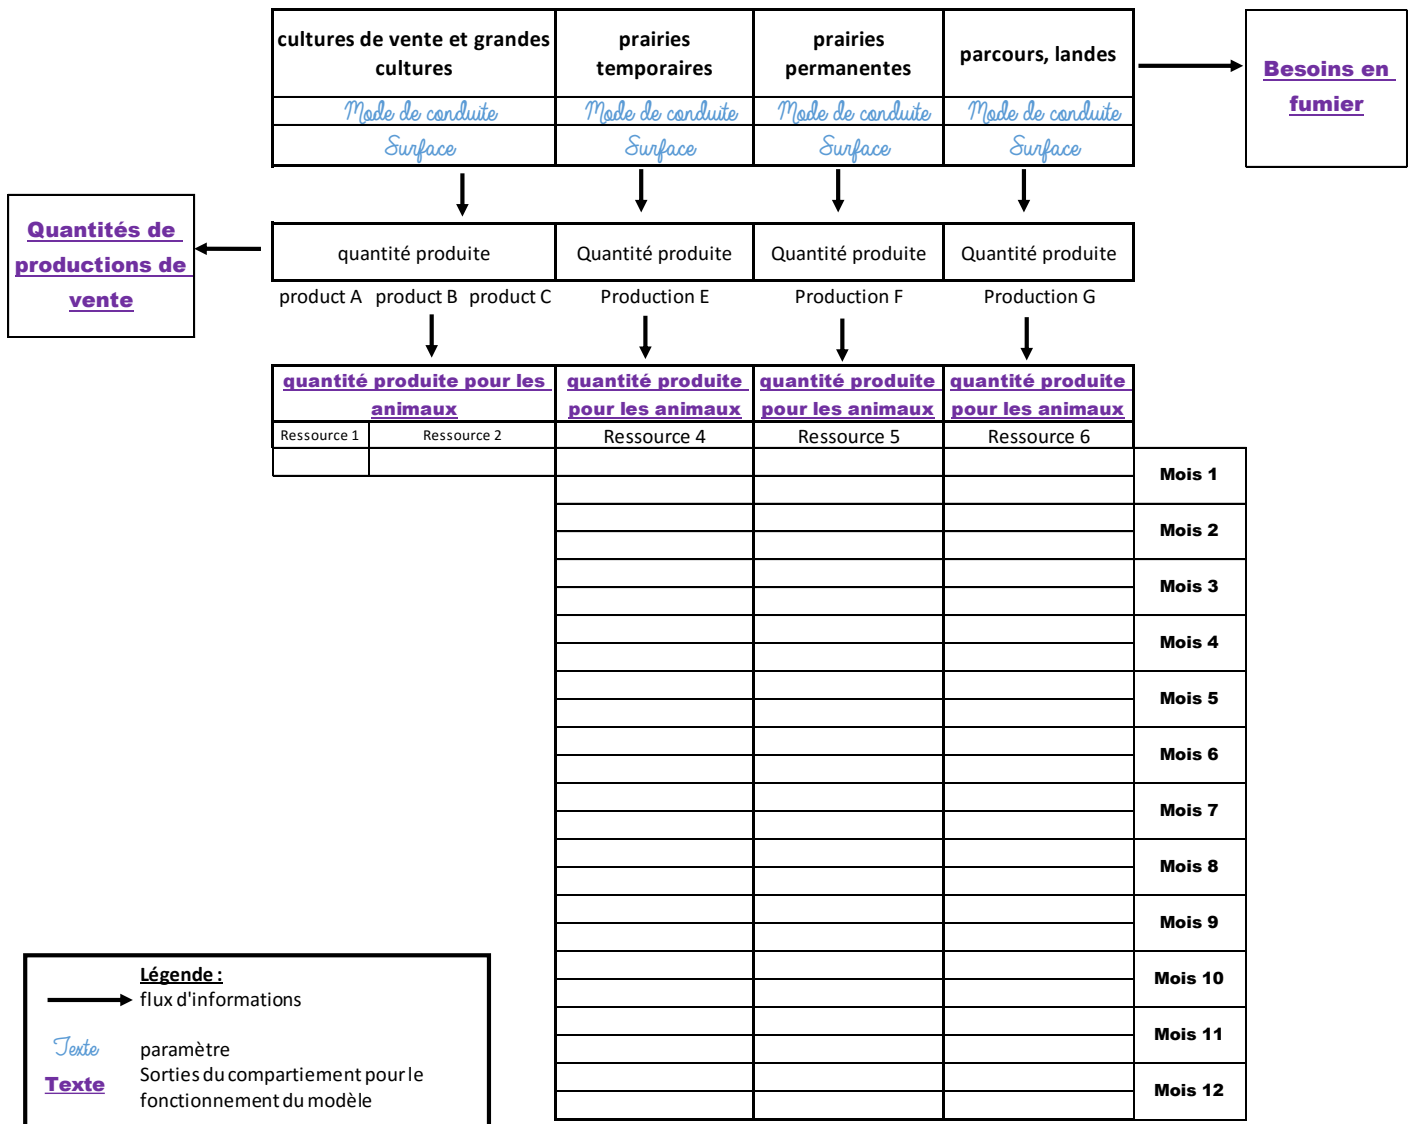 cultures de vente et grandes
cultures
prairies
temporaires
prairies
permanentes
parcours, landes
Besoins en
fumier
Mode de conduite
Mode de conduite
Mode de conduite
Mode de conduite
Surface
Surface
Surface
Surface
Quantités de
productions de
vente
quantité produite
Quantité produite
Quantité produite
Quantité produite
product A
product B
product C
Production E
Production F
Production G
quantité produite pour les
animaux
quantité produite
pour les animaux
quantité produite
pour les animaux
quantité produite
pour les animaux
Ressource 1
Ressource 2
Ressource 4
Ressource 5
Ressource 6
Mois 1
Mois 2
Mois 3
Mois 4
Mois 5
Mois 6
Mois 7
Mois 8
Mois 9
Mois 10
Mois 11
Mois 12
Légende :
flux d'informations
Texte
paramètre
Texte
Sorties du compartiement pour le
fonctionnement du modèle